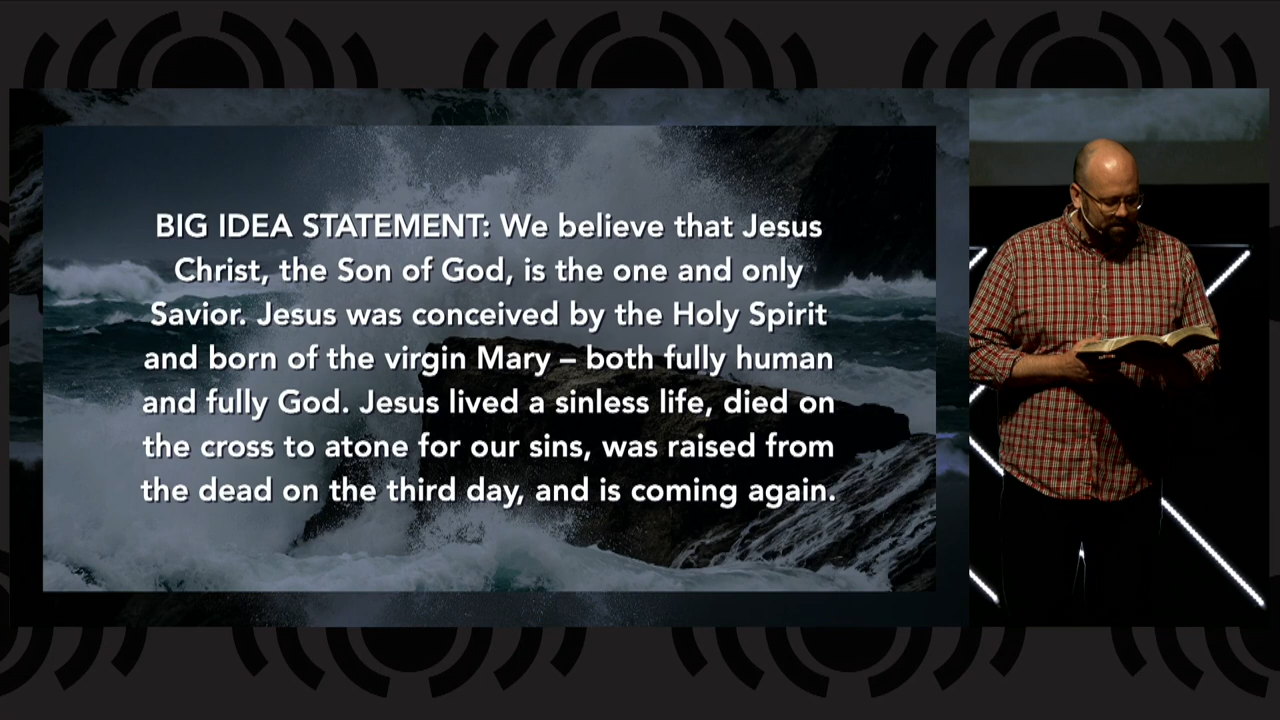 BIG IDEA STATEMENT: We believe that Jesus
Christ, the Son of God, is the one and only
Savior. Jesus was conceived by the Holy Spirit
and born of the virgin Mary – both fully human
and fully God. Jesus lived a sinless life, died on
the cross to atone for our sins, was raised from
the dead on the third day, and is coming again.